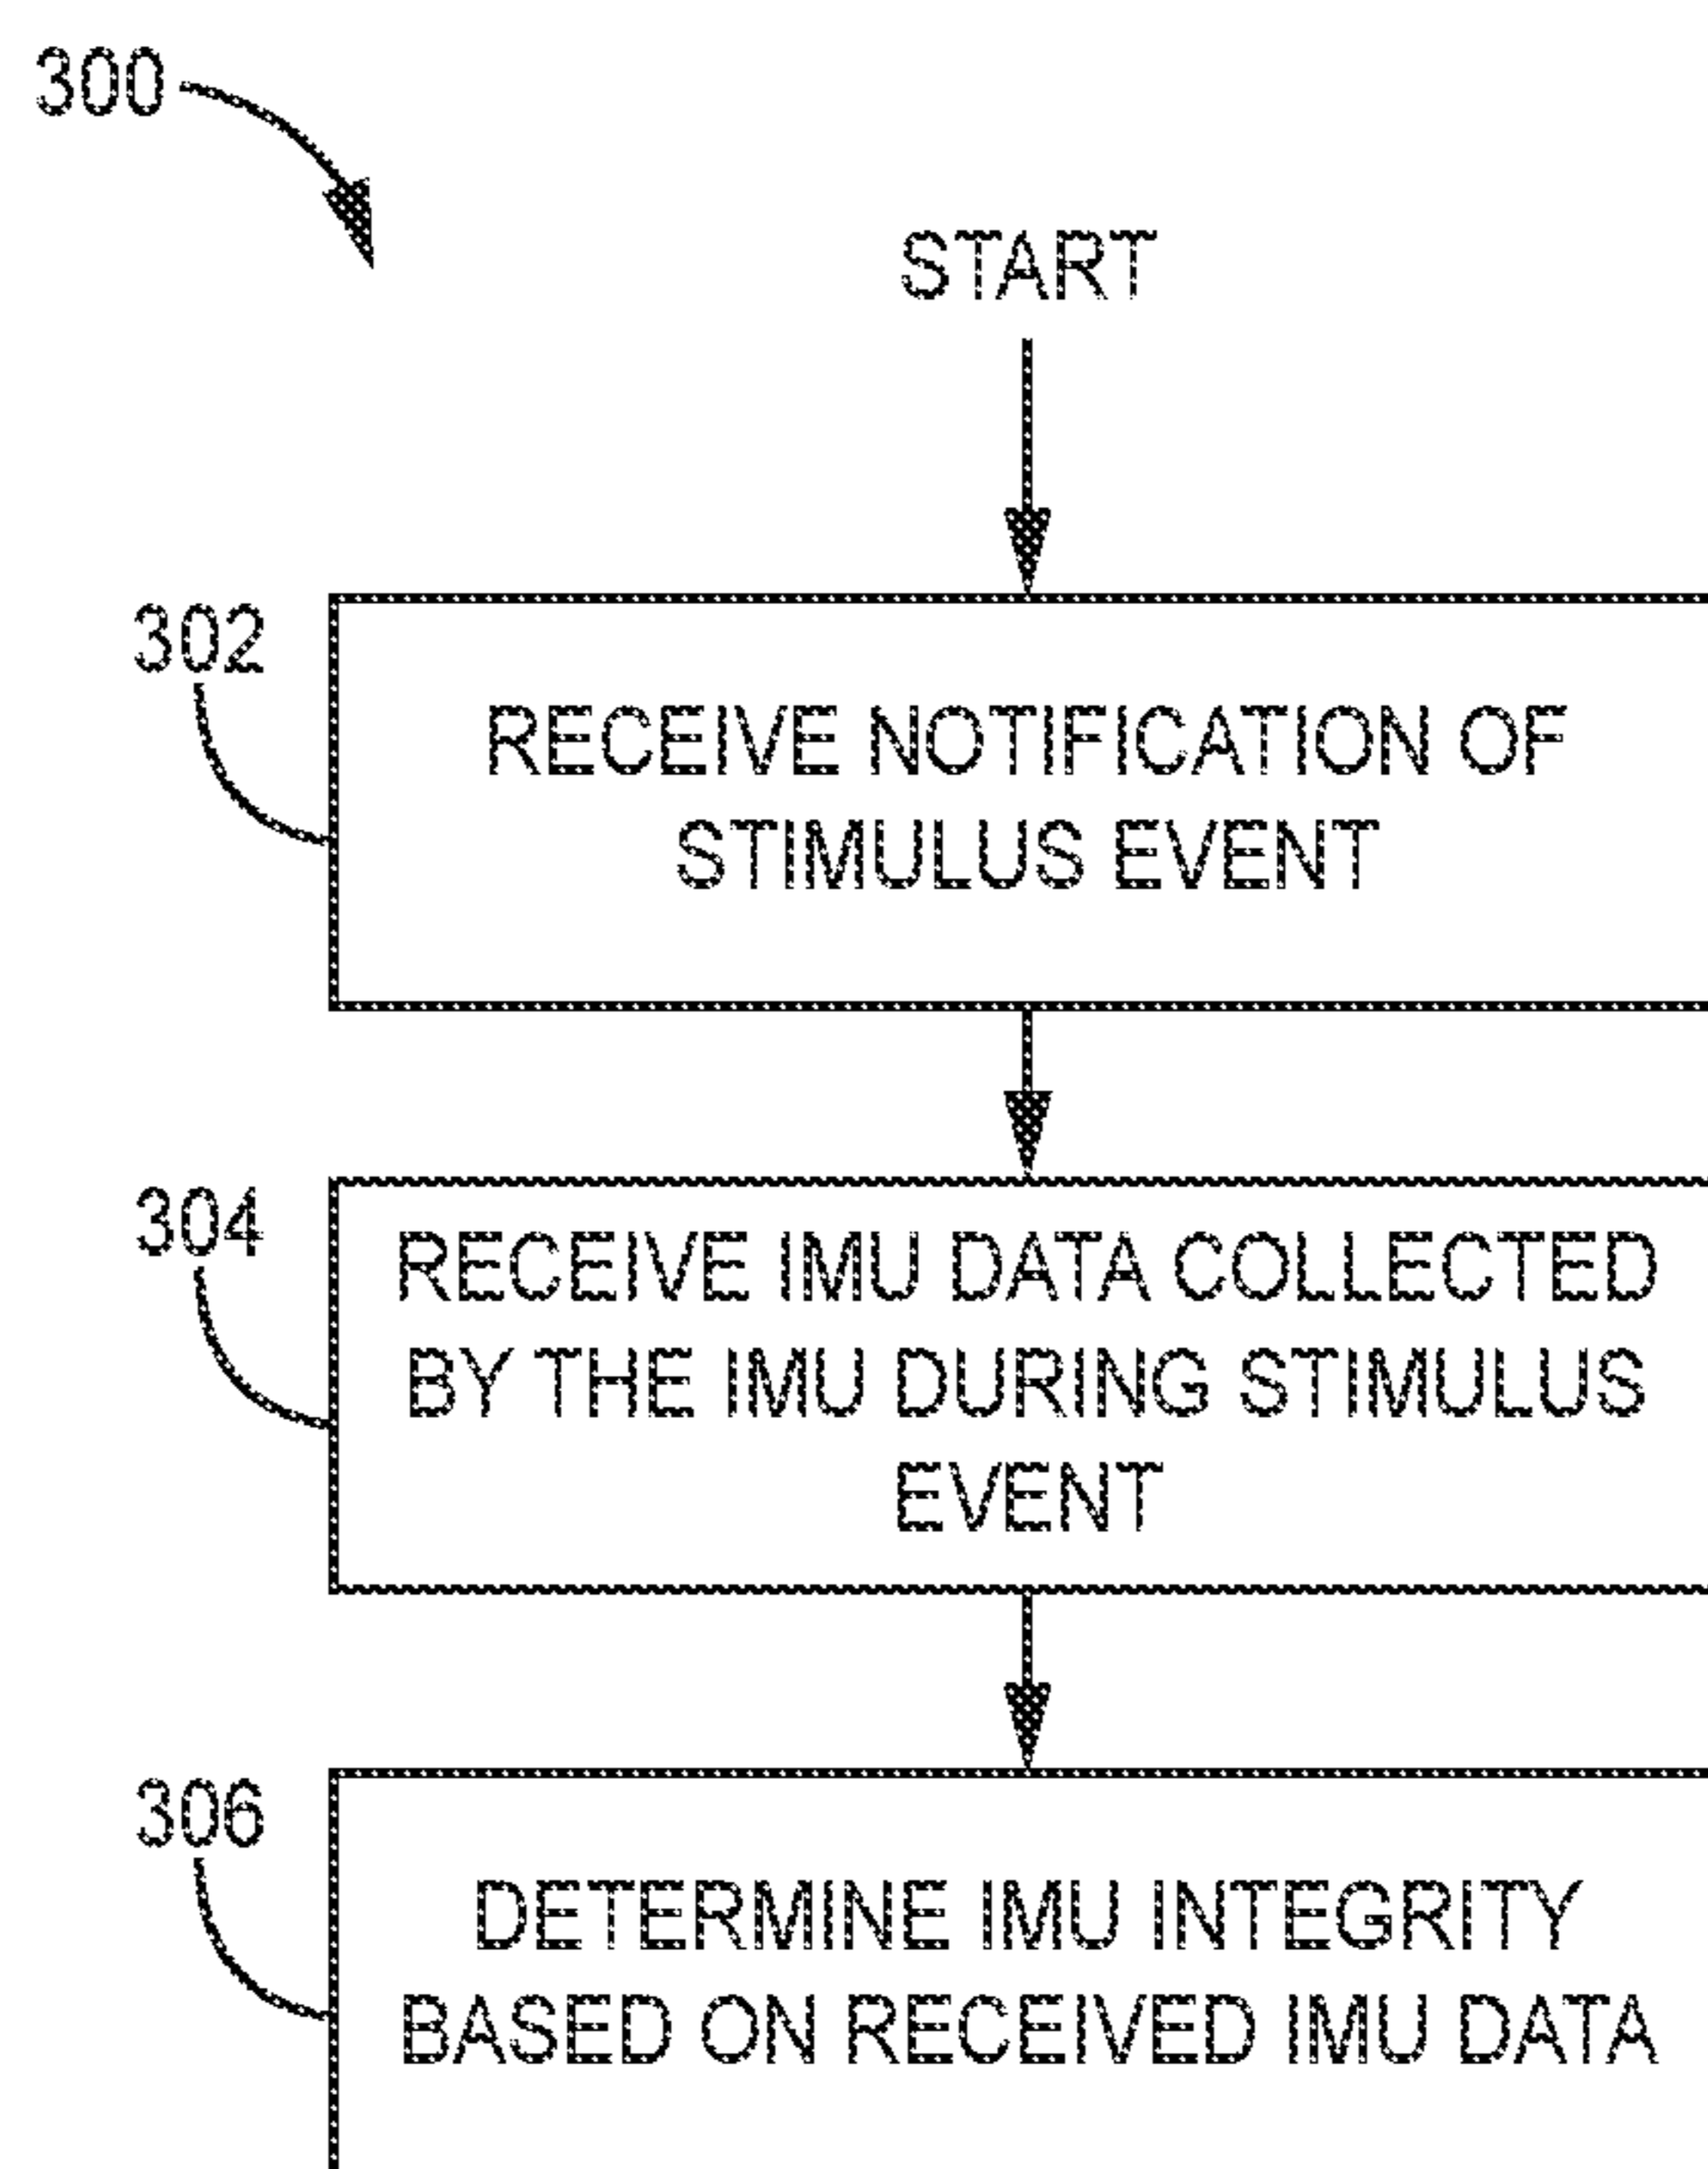 300
START
302
RECEIVE NOTIFICATION OF
STIMULUS EVENT
304
RECEIVE IMU DATA COLLECTED
BY THE IMU DURING STIMULUS
EVENT
306
DETERMINE IMU INTEGRITY
BASED ON RECEIVED IMU DATA